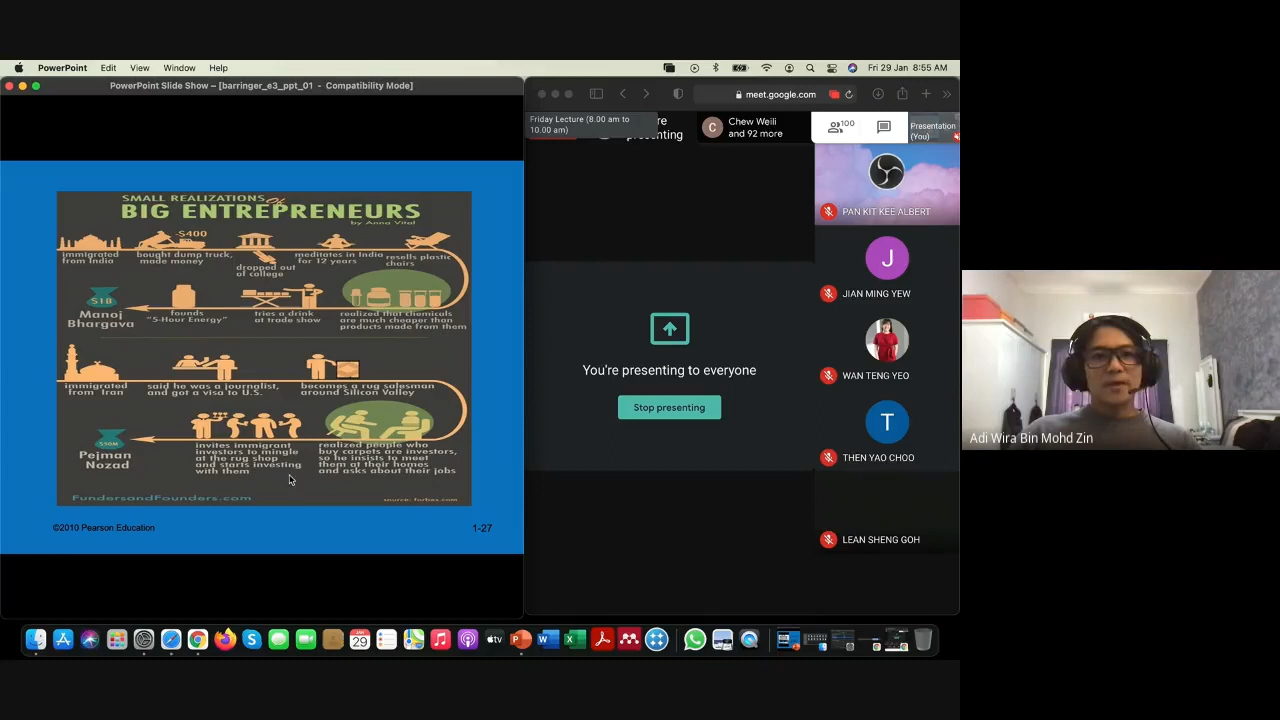 PowerPoint Edit View Window Help
Fri 29 Jan 8:55 AM
PowerPoint Slide Show – [barringer_e3_ppt_01 - Compatibility Mode]
meet.google.com
SMALL REALIZATIONS Of
BIG ENTREPRENEURS
by Anna Vital
-$400
immigrated
from India
bought dump truck,
made money
dropped out
of college
meditates in India
for 12 years
resells plastic
chairs
$1B
Manoj
Bhargava
founds
"5-Hour Energy"
tries a drink
at trade show
realized that chemicals
are much cheaper than
products made from them
immigrated
from Iran
said he was a journalist,
and got a visa to U.S.
becomes a rug salesman
around Silicon Valley
$50M
Pejman
Nozad
invites immigrant
investors to mingle
at the rug shop
and starts investing
with them
realized people who
buy carpets are investors,
so he insists to meet
them at their homes
and asks about their jobs
FundersandFounders.com
source: forbes.com
©2010 Pearson Education
1-27
Friday Lecture (8.00 am to
10.00 am)
re
presenting
Chew Weili
and 92 more
100
Presentation
(You)
You're presenting to everyone
Stop presenting
PAN KIT KEE ALBERT
J
JIAN MING YEW
WAN TENG YEO
T
THEN YAO CHOO
LEAN SHENG GOH
C
Adi Wira Bin Mohd Zin
JAN
29
tv